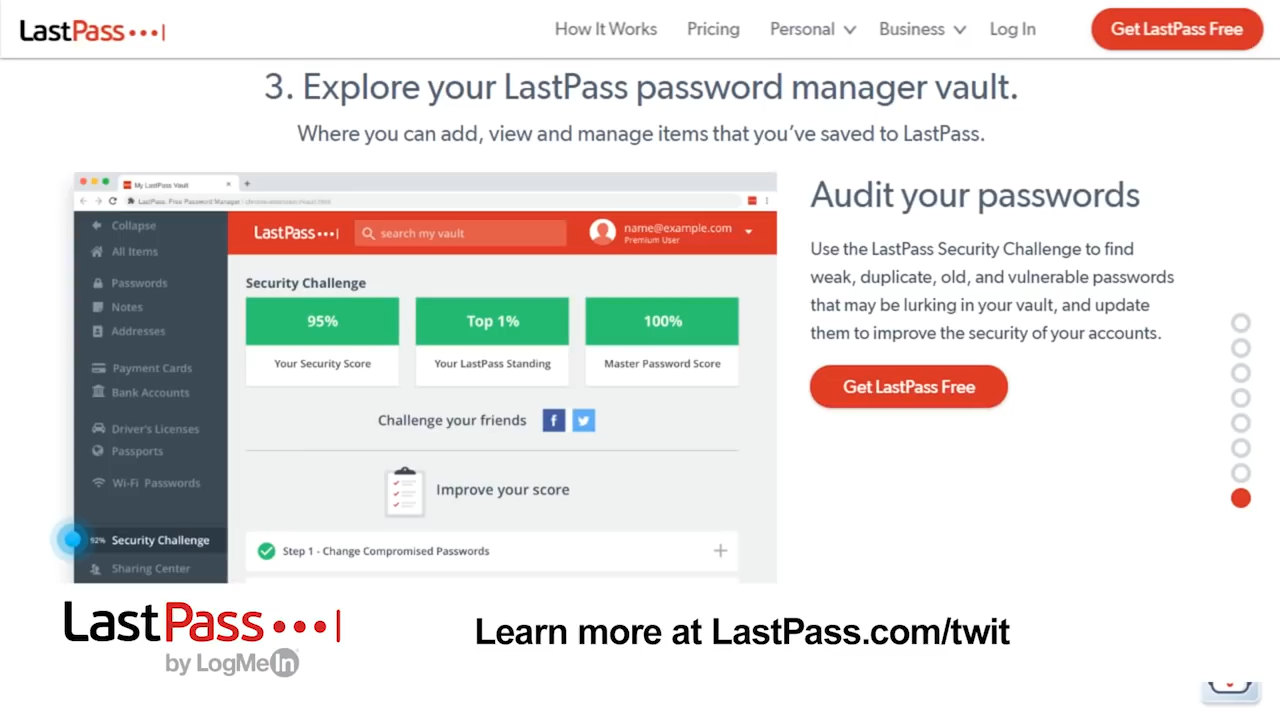 LastPass
How It Works
Pricing
Personal
Business
Log In
Get LastPass Free
3. Explore your LastPass password manager vault.
Where you can add, view and manage items that you've saved to LastPass.
My LastPass Vault
LastPass: Free Password Manager
Collapse
All Items
Passwords
Notes
Addresses
Payment Cards
Bank Accounts
Driver's Licenses
Passports
Wi-Fi Passwords
92% Security Challenge
Sharing Center
LastPass
search my vault
name@example.com
Premium User
Security Challenge
95%
Your Security Score
Top 1%
Your LastPass Standing
100%
Master Password Score
Challenge your friends
Improve your score
Step 1 - Change Compromised Passwords
Audit your passwords
Use the LastPass Security Challenge to find
weak, duplicate, old, and vulnerable passwords
that may be lurking in your vault, and update
them to improve the security of your accounts.
Get LastPass Free
LastPass
by LogMeIn
Learn more at LastPass.com/twit